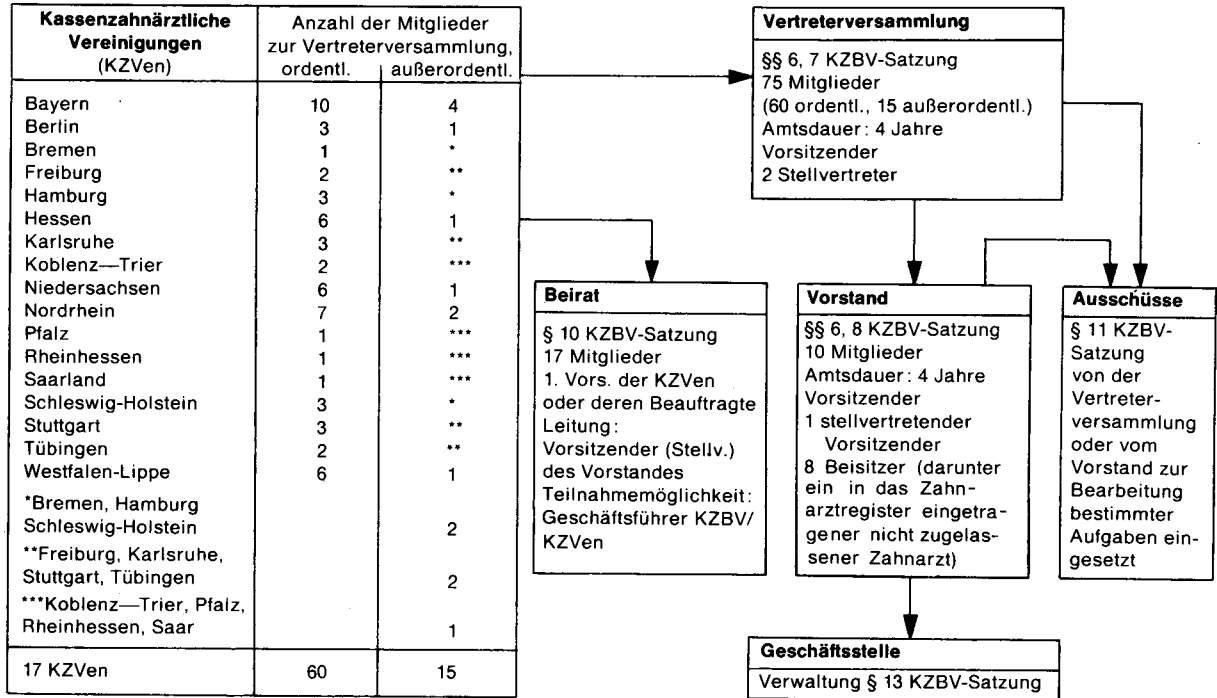 Kassenzahnärztliche
Vereinigungen
(KZVen)
Anzahl der Mitglieder
zur Vertreterversammlung,
ordentl. außerordentl.
Bayern 10 4
Berlin 3 1
Bremen 1 *
Freiburg 2 **
Hamburg 3 *
Hessen 6 1
Karlsruhe 3 **
Koblenz—Trier 2 ***
Niedersachsen 6 1
Nordrhein 7 2
Pfalz 1 ***
Rheinhessen 1 ***
Saarland 1 ***
Schleswig-Holstein 3 *
Stuttgart 3 **
Tübingen 2 **
Westfalen-Lippe 6 1
*Bremen, Hamburg
Schleswig-Holstein 2
**Freiburg, Karlsruhe,
Stuttgart, Tübingen 2
***Koblenz—Trier, Pfalz,
Rheinhessen, Saar 1
17 KZVen 60 15
Vertreterversammlung
§§ 6, 7 KZBV-Satzung
75 Mitglieder
(60 ordentl., 15 außerordentl.)
Amtsdauer: 4 Jahre
Vorsitzender
2 Stellvertreter
Beirat
§ 10 KZBV-Satzung
17 Mitglieder
1. Vors. der KZVen
oder deren Beauftragte
Leitung:
Vorsitzender (Stellv.)
des Vorstandes
Teilnahmemöglichkeit:
Geschäftsführer KZBV/
KZVen
Vorstand
§§ 6, 8 KZBV-Satzung
10 Mitglieder
Amtsdauer: 4 Jahre
Vorsitzender
1 stellvertretender
Vorsitzender
8 Beisitzer (darunter
ein in das Zahn-
arztregister eingetra-
gener nicht zugelas-
sener Zahnarzt)
Ausschüsse
§ 11 KZBV-
Satzung
von der
Vertreter-
versammlung
oder vom
Vorstand zur
Bearbeitung
bestimmter
Aufgaben ein-
gesetzt
Geschäftsstelle
Verwaltung § 13 KZBV-Satzung